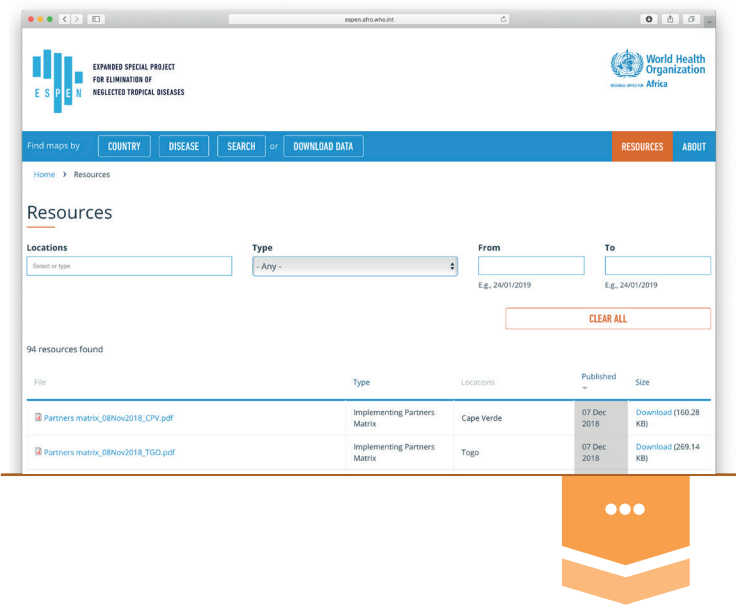 espen.afro.who.int
EXPANDED SPECIAL PROJECT
FOR ELIMINATION OF
NEGLECTED TROPICAL DISEASES
E S P E N
World Health
Organization
REGIONAL OFFICE FOR Africa
Find maps by COUNTRY DISEASE SEARCH or DOWNLOAD DATA RESOURCES ABOUT
Home > Resources
Resources
Locations Type From To
Select or type - Any -
E.g., 24/01/2019 E.g., 24/01/2019
CLEAR ALL
94 resources found
File Type Locations Published Size
Partners matrix_08Nov2018_CPV.pdf Implementing Partners Matrix Cape Verde 07 Dec 2018 Download (160.28 KB)
Partners matrix_08Nov2018_TGO.pdf Implementing Partners Matrix Togo 07 Dec 2018 Download (269.14 KB)